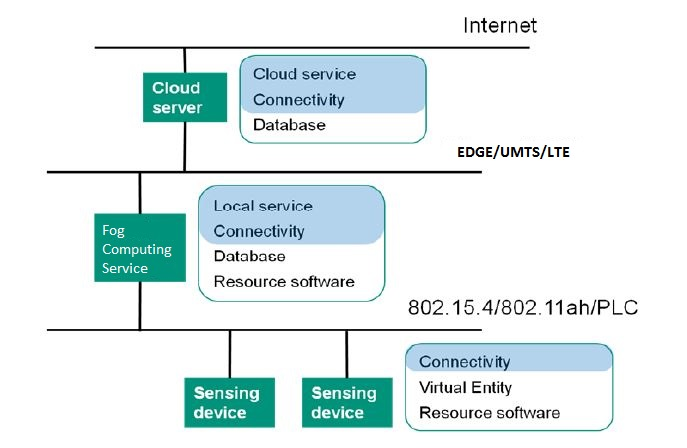 Internet
Cloud
server
Cloud service
Connectivity
Database
EDGE/UMTS/LTE
Fog
Computing
Service
Local service
Connectivity
Database
Resource software
802.15.4/802.11ah/PLC
Sensing
device
Sensing
device
Connectivity
Virtual Entity
Resource software